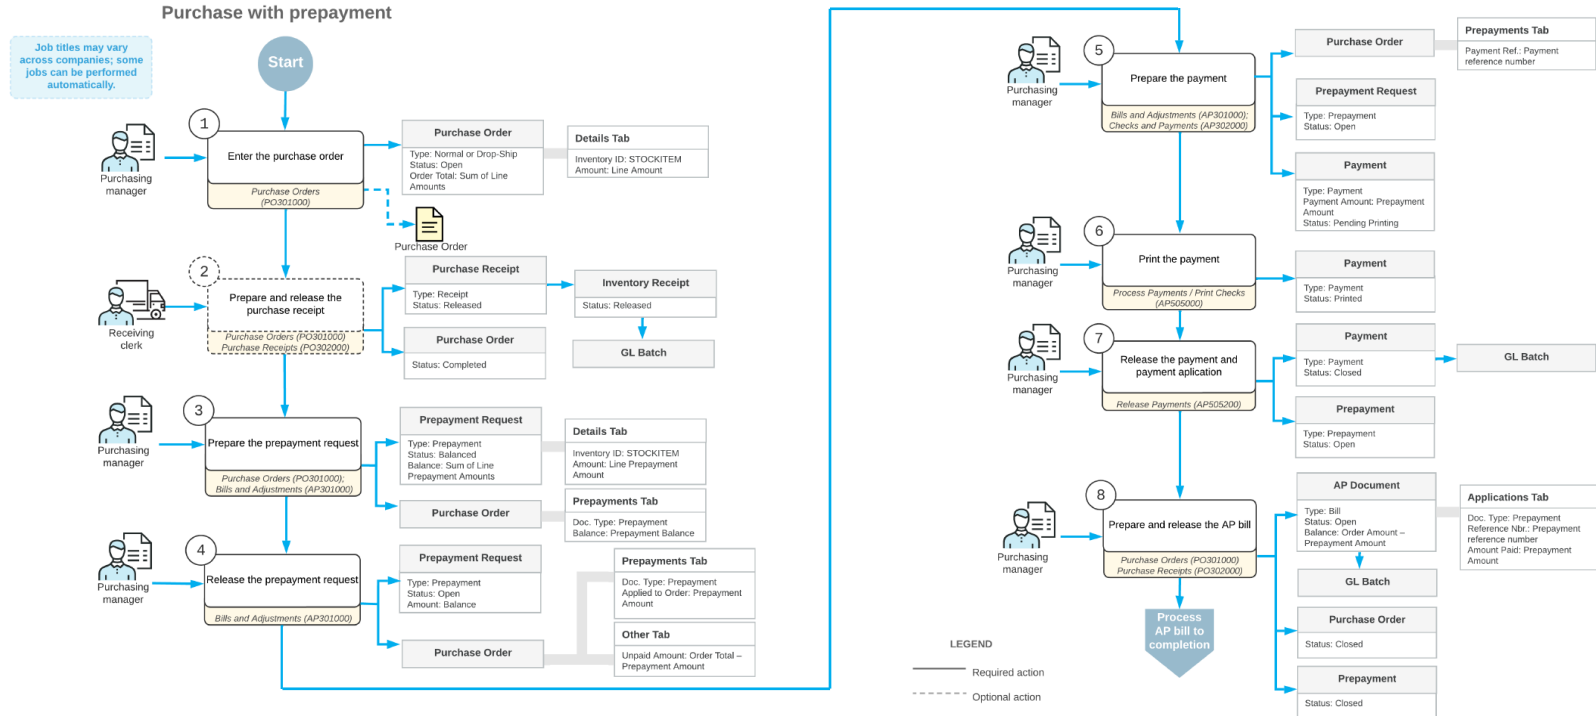 Purchase with prepayment
Job titles may vary
across companies; some
jobs can be performed
automatically.
Start
1
Purchasing
manager
Enter the purchase order
Purchase Orders
(PO301000)
Purchase Order
Type: Normal or Drop-Ship
Status: Open
Order Total: Sum of Line
Amounts
Details Tab
Inventory ID: STOCKITEM
Amount: Line Amount
Purchase Order
2
Receiving
clerk
Prepare and release the
purchase receipt
Purchase Orders (PO301000)
Purchase Receipts (PO302000)
Purchase Receipt
Type: Receipt
Status: Released
Inventory Receipt
Status: Released
GL Batch
Purchase Order
Status: Completed
3
Purchasing
manager
Prepare the prepayment request
Purchase Orders (PO301000);
Bills and Adjustments (AP301000)
Prepayment Request
Type: Prepayment
Status: Balanced
Balance: Sum of Line
Prepayment Amounts
Details Tab
Inventory ID: STOCKITEM
Amount: Line Prepayment
Amount
Purchase Order
Prepayments Tab
Doc. Type: Prepayment
Balance: Prepayment Balance
4
Purchasing
manager
Release the prepayment request
Bills and Adjustments (AP301000)
Prepayment Request
Type: Prepayment
Status: Open
Amount: Balance
Purchase Order
Prepayments Tab
Doc. Type: Prepayment
Applied to Order: Prepayment
Amount
Other Tab
Unpaid Amount: Order Total –
Prepayment Amount
5
Purchasing
manager
Prepare the payment
Bills and Adjustments (AP301000);
Checks and Payments (AP302000)
Purchase Order
Prepayments Tab
Payment Ref.: Payment
reference number
Prepayment Request
Type: Prepayment
Status: Open
Payment
Type: Payment
Payment Amount: Prepayment
Amount
Status: Pending Printing
6
Purchasing
manager
Print the payment
Process Payments / Print Checks
(AP505000)
Payment
Type: Payment
Status: Printed
7
Purchasing
manager
Release the payment and
payment aplication
Release Payments (AP505200)
Payment
Type: Payment
Status: Closed
GL Batch
Prepayment
Type: Prepayment
Status: Open
8
Purchasing
manager
Prepare and release the AP bill
Purchase Orders (PO301000)
Purchase Receipts (PO302000)
AP Document
Type: Bill
Status: Open
Balance: Order Amount –
Prepayment Amount
Applications Tab
Doc. Type: Prepayment
Reference Nbr.: Prepayment
reference number
Amount Paid: Prepayment
Amount
GL Batch
Purchase Order
Status: Closed
Prepayment
Status: Closed
Process
AP bill to
completion
LEGEND
Required action
Optional action